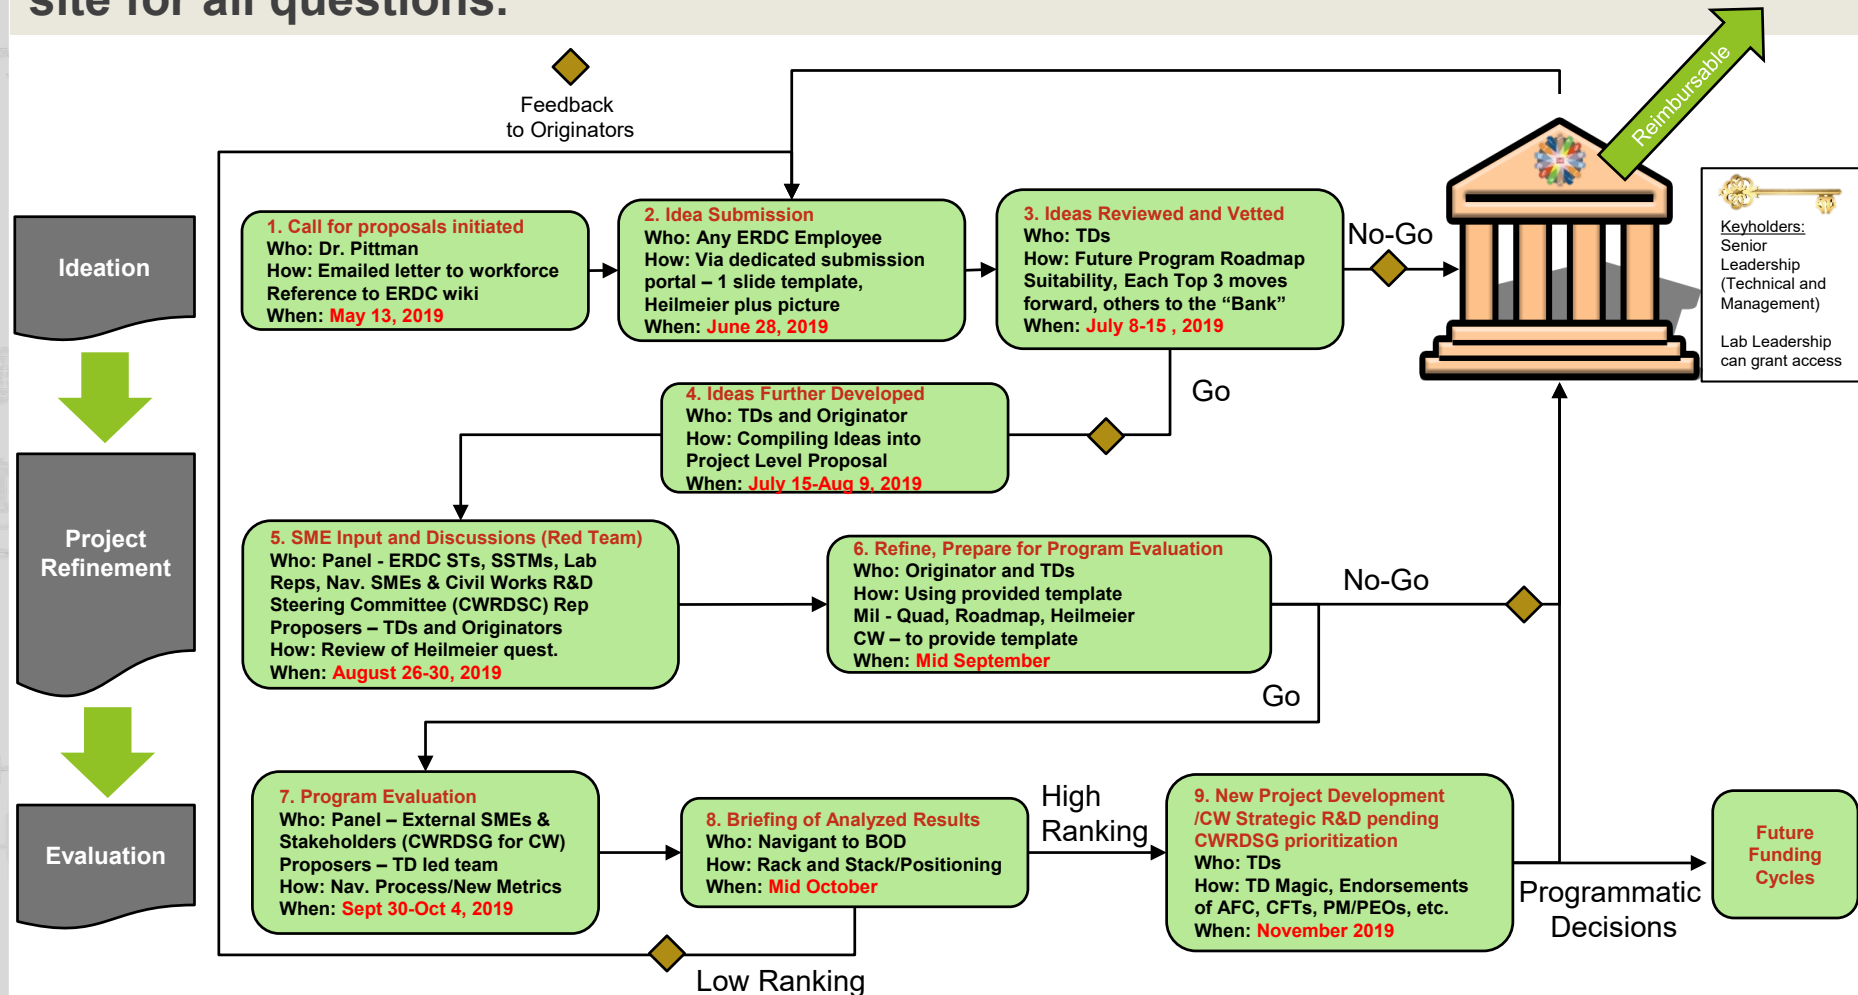 site for all questions.
Feedback
to Originators
Reimbursable
Keyholders:
Senior
Leadership
(Technical and
Management)
Lab Leadership
can grant access
Ideation
1. Call for proposals initiated
Who: Dr. Pittman
How: Emailed letter to workforce
Reference to ERDC wiki
When: May 13, 2019
2. Idea Submission
Who: Any ERDC Employee
How: Via dedicated submission
portal – 1 slide template,
Heilmeier plus picture
When: June 28, 2019
3. Ideas Reviewed and Vetted
Who: TDs
How: Future Program Roadmap
Suitability, Each Top 3 moves
forward, others to the “Bank”
When: July 8-15 , 2019
No-Go
Go
4. Ideas Further Developed
Who: TDs and Originator
How: Compiling Ideas into
Project Level Proposal
When: July 15-Aug 9, 2019
Project
Refinement
5. SME Input and Discussions (Red Team)
Who: Panel - ERDC STs, SSTMs, Lab
Reps, Nav. SMEs & Civil Works R&D
Steering Committee (CWRDSC) Rep
Proposers – TDs and Originators
How: Review of Heilmeier quest.
When: August 26-30, 2019
6. Refine, Prepare for Program Evaluation
Who: Originator and TDs
How: Using provided template
Mil - Quad, Roadmap, Heilmeier
CW – to provide template
When: Mid September
No-Go
Go
Evaluation
7. Program Evaluation
Who: Panel – External SMEs &
Stakeholders (CWRDSG for CW)
Proposers – TD led team
How: Nav. Process/New Metrics
When: Sept 30-Oct 4, 2019
8. Briefing of Analyzed Results
Who: Navigant to BOD
How: Rack and Stack/Positioning
When: Mid October
High
Ranking
Low Ranking
9. New Project Development
/CW Strategic R&D pending
CWRDSG prioritization
Who: TDs
How: TD Magic, Endorsements
of AFC, CFTs, PM/PEOs, etc.
When: November 2019
Programmatic
Decisions
Future
Funding
Cycles